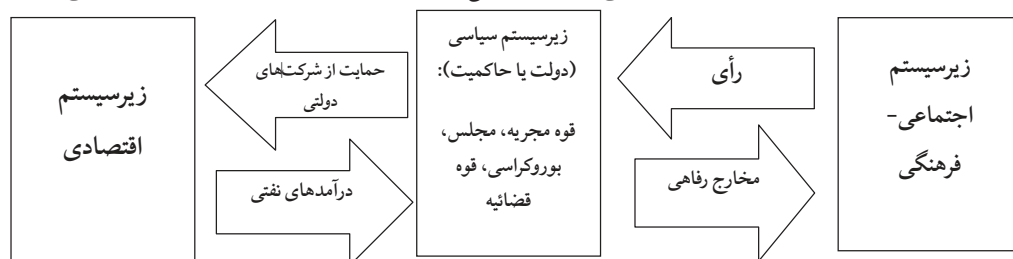 زیرسیستم
اجتماعی-
فرهنگی
رأی
مخارج رفاهی
زیرسیستم سیاسی
(دولت یا حاکمیت):
قوه مجریه، مجلس،
بوروکراسی، قوه
قضائیه
حمایت از شرکت‌های
دولتی
درآمدهای نفتی
زیرسیستم
اقتصادی